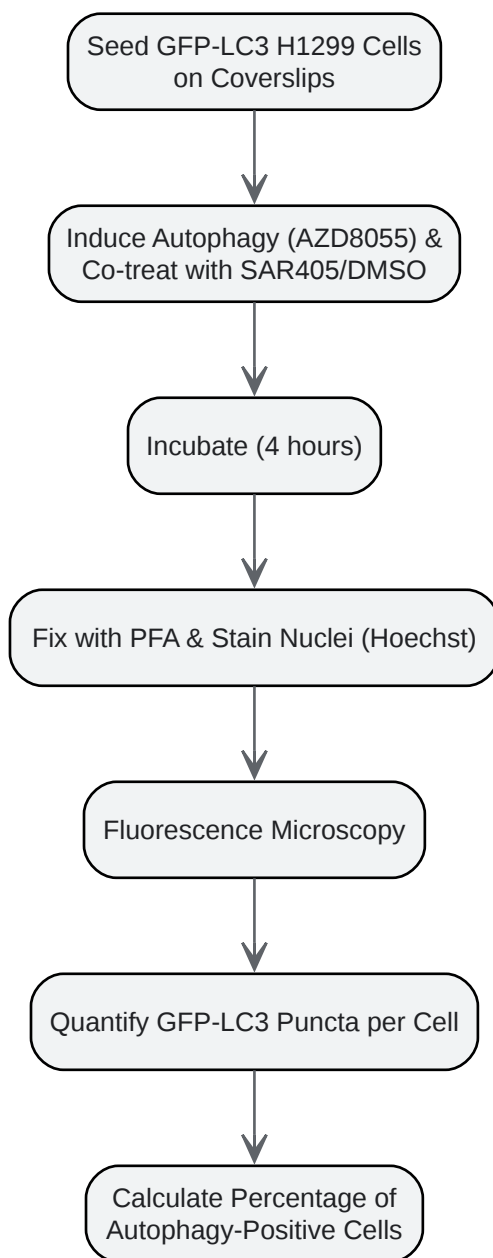 Seed GFP-LC3 H1299 Cells
on Coverslips
Induce Autophagy (AZD8055) &
Co-treat with SAR405/DMSO
Incubate (4 hours)
Fix with PFA & Stain Nuclei (Hoechst)
Fluorescence Microscopy
Quantify GFP-LC3 Puncta per Cell
Calculate Percentage of
Autophagy-Positive Cells